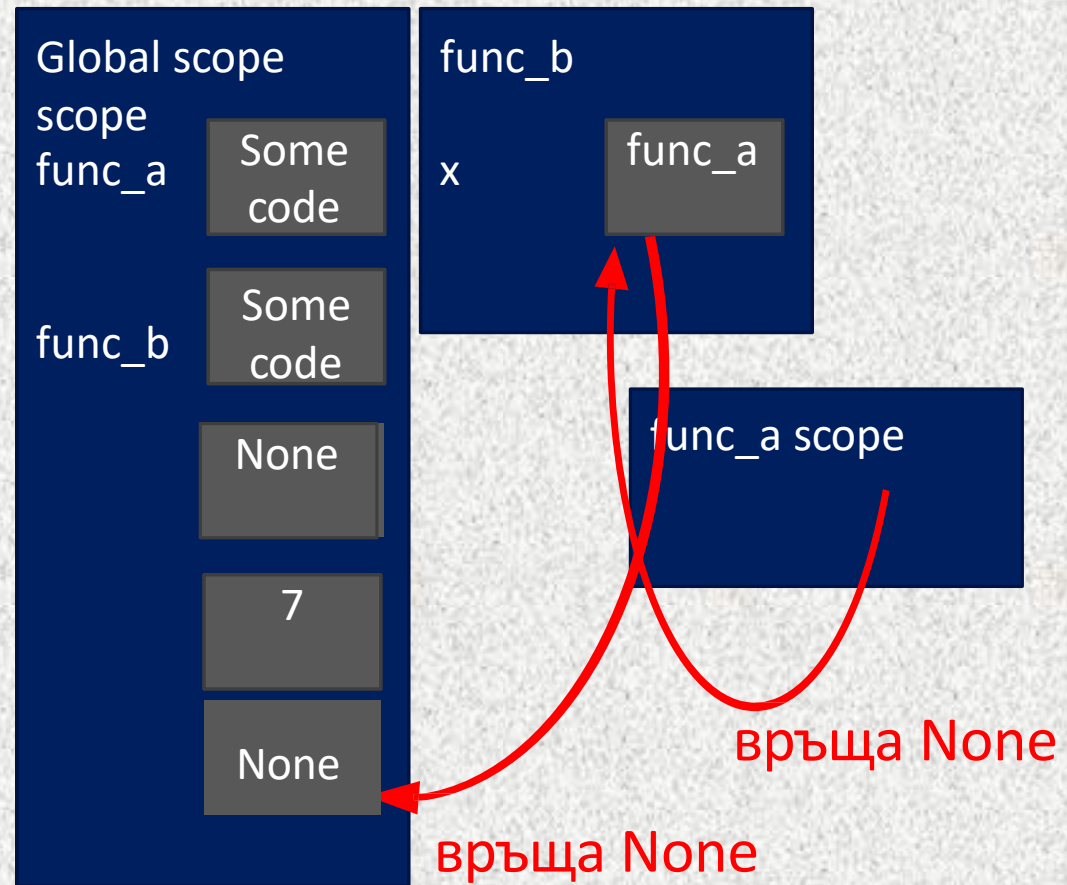 Global scope
scope
func_a
Some
code
func_b
Some
code
None
7
None
func_b
x
func_a
func_a scope
връща None
връща None